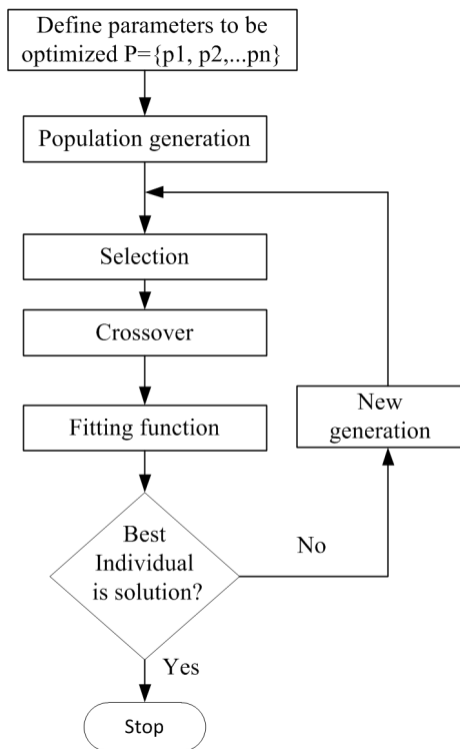 Define parameters to be
optimized P={p1, p2,...pn}
Population generation
Selection
Crossover
Fitting function
New
generation
Best
Individual
is solution?
No
Yes
Stop